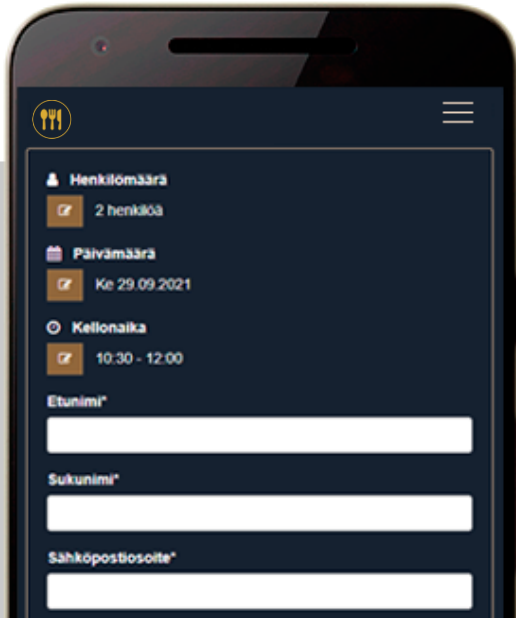 Henkilömäärä
2 henkilöä
Päivämäärä
Ke 29.09.2021
Kellonaika
10:30 - 12:00
Etunimi*
Sukunimi*
Sähköpostiosoite*